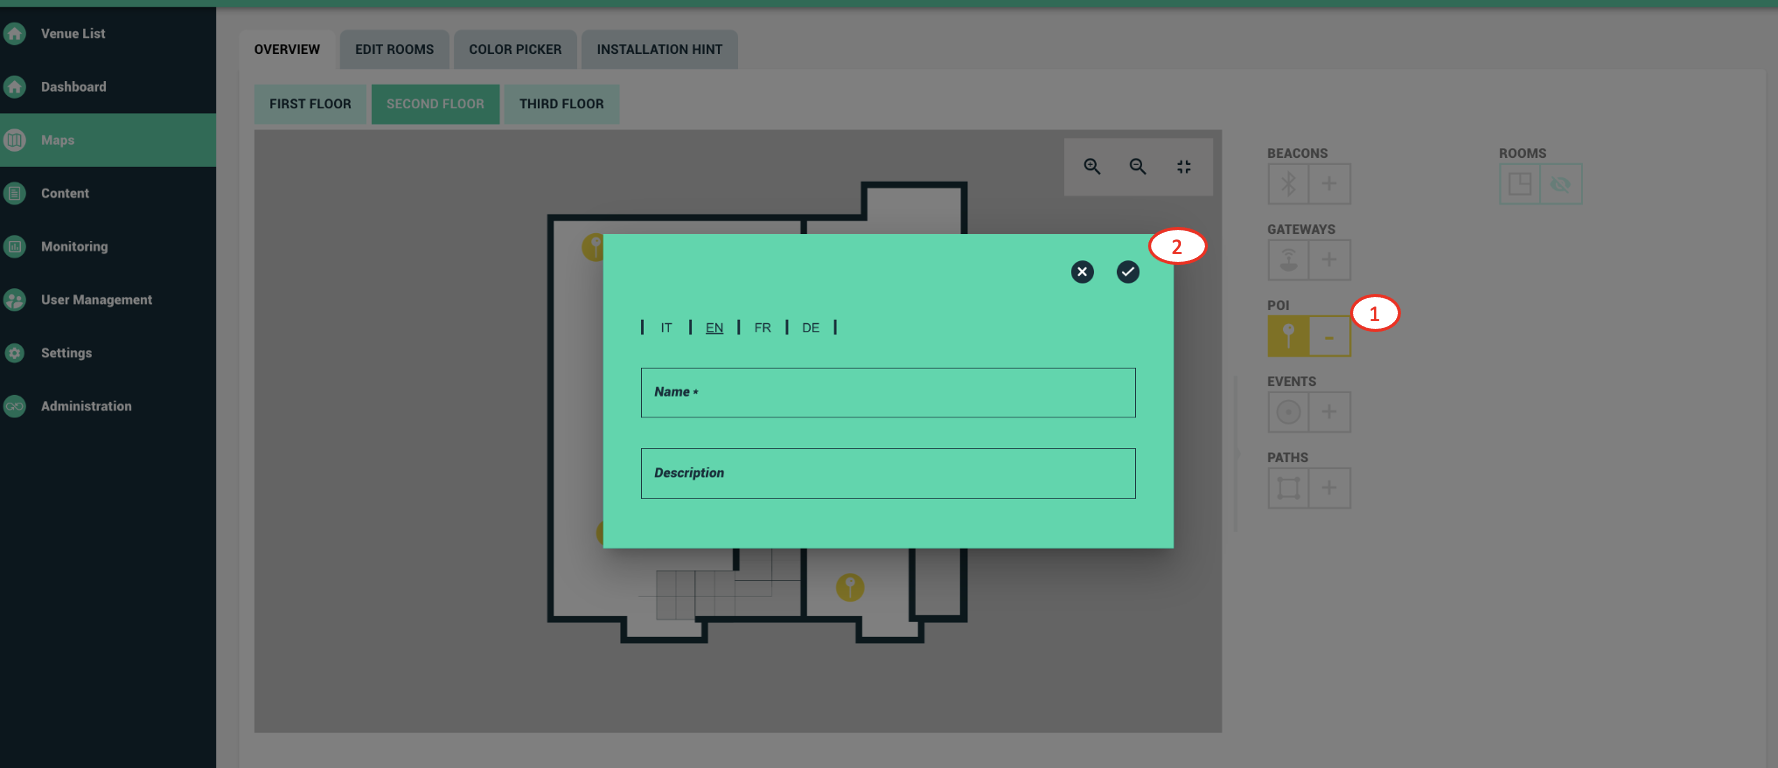 Venue List
Dashboard
Maps
Content
Monitoring
User Management
Settings
Administration
OVERVIEW
EDIT ROOMS
COLOR PICKER
INSTALLATION HINT
FIRST FLOOR
SECOND FLOOR
THIRD FLOOR
2
| IT | EN | FR | DE |
Name *
Description
BEACONS
+
GATEWAYS
+
POI
-
1
EVENTS
+
PATHS
+
ROOMS